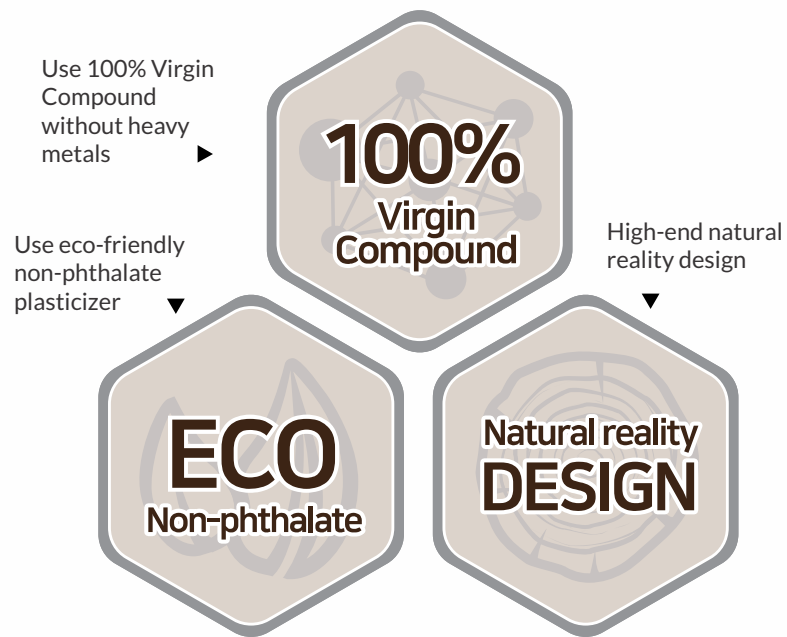 Use 100% Virgin
Compound
without heavy
metals
100%
Virgin
Compound
Use eco-friendly
non-phthalate
plasticizer
High-end natural
reality design
ECO
Non-phthalate
Natural reality
DESIGN